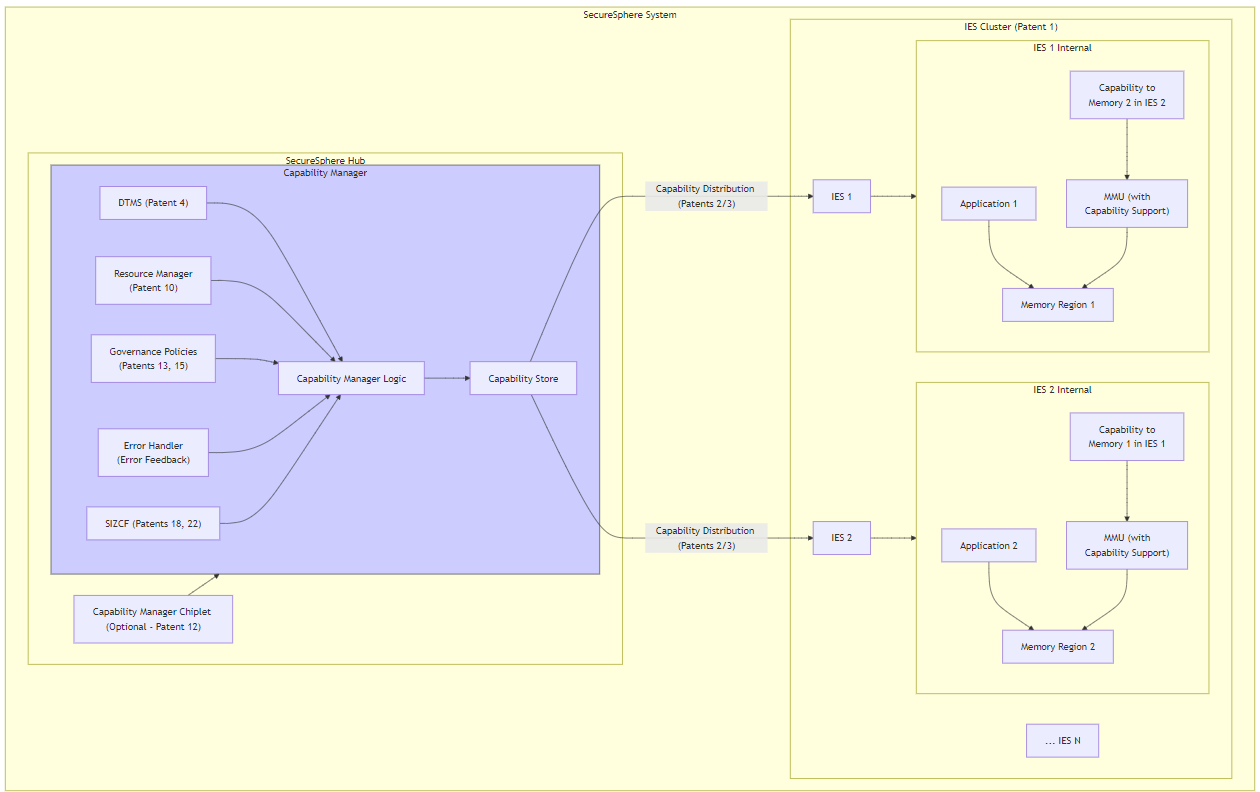 SecureSphere System
IES Cluster (Patent 1)
IES 1 Internal
Capability to
Memory 2 in IES 2
SecureSphere Hub
Capability Manager
DTMS (Patent 4)
Capability Distribution
(Patents 2/3)
IES 1
Application 1
MMU (with
Capability Support)
Resource Manager
(Patent 10)
Memory Region 1
Governance Policies
(Patents 13, 15)
Capability Manager Logic
Capability Store
IES 2 Internal
Capability to
Memory 1 in IES 1
Error Handler
(Error Feedback)
SIZCF (Patents 18, 22)
Capability Distribution
(Patents 2/3)
IES 2
Application 2
MMU (with
Capability Support)
Capability Manager Chiplet
(Optional - Patent 12)
Memory Region 2
... IES N